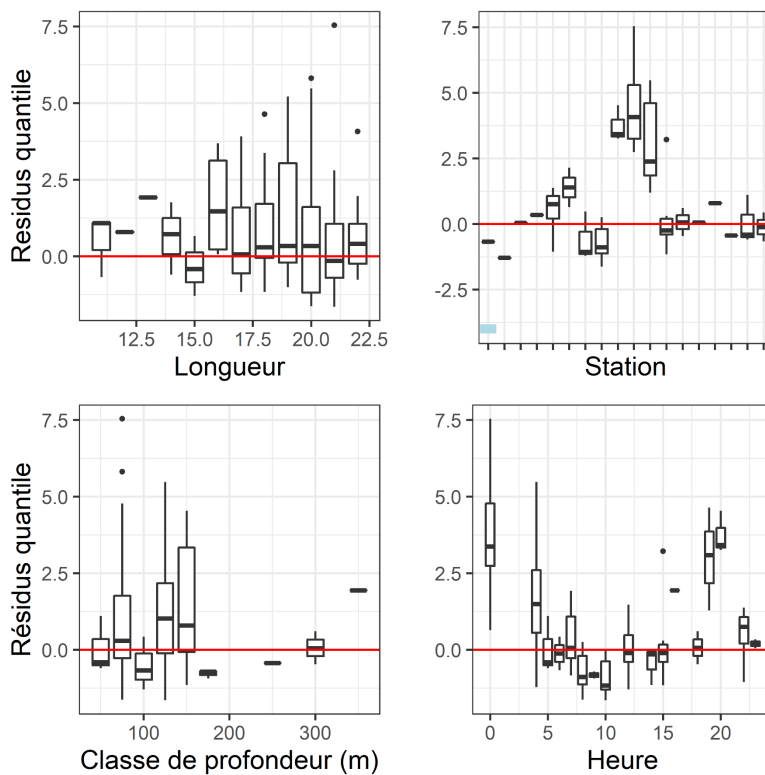 Residus quantile
7.5
5.0
2.5
0.0
12.5 15.0 17.5 20.0 22.5
Longueur
7.5
5.0
2.5
0.0
-2.5
Station
Résidus quantile
7.5
5.0
2.5
0.0
100 200 300
Classe de profondeur (m)
7.5
5.0
2.5
0.0
0 5 10 15 20
Heure